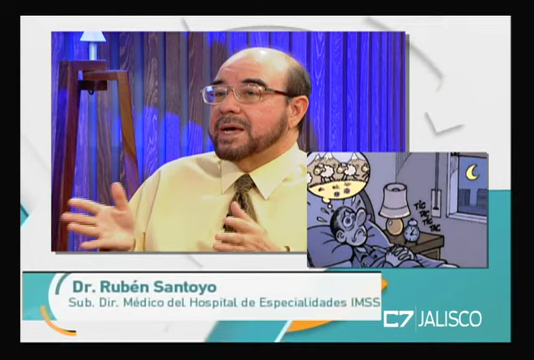 Dr. Rubén Santoyo
Sub. Dir. Médico del Hospital de Especialidades IMSS
C7 JALISCO